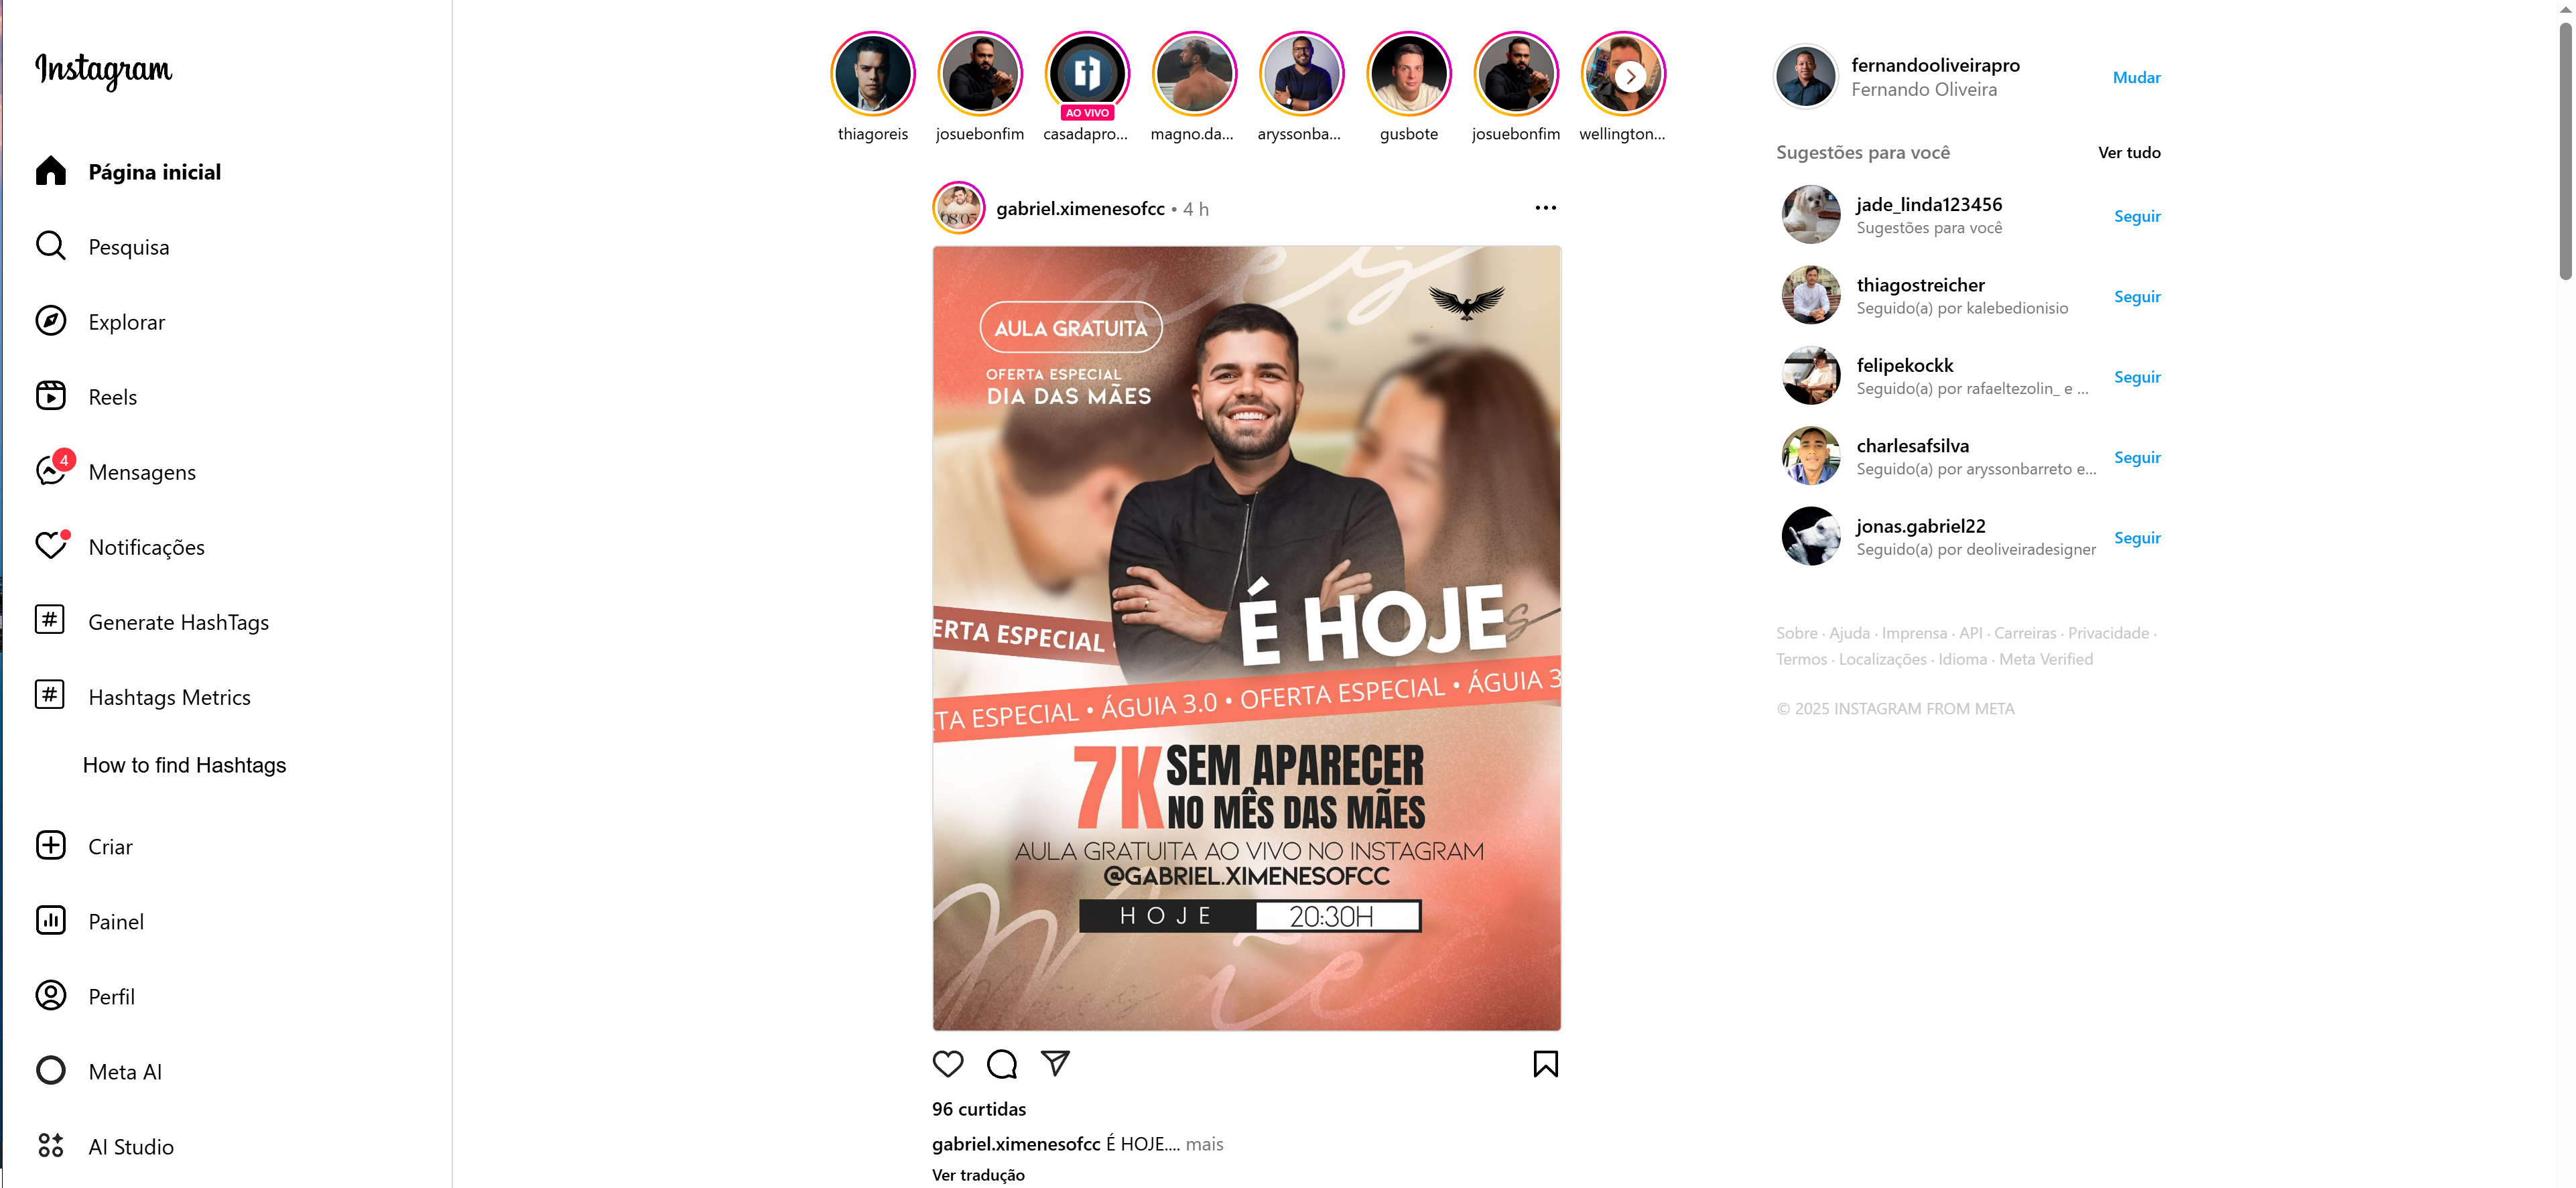 Instagram
Página inicial
Pesquisa
Explorar
Reels
4
Mensagens
Notificações
Generate HashTags
Hashtags Metrics
How to find Hashtags
Criar
Painel
Perfil
Meta AI
AI Studio
AO VIVO
thiagoreis
josuebonfim
casadapro...
magno.da...
aryssonba...
gusbote
josuebonfim
wellington...
gabriel.ximenesofcc • 4 h
AULA GRATUITA
OFERTA ESPECIAL
DIA DAS MÃES
É HOJE
ERTA ESPECIAL •
TA ESPECIAL • ÁGUIA 3.0 • OFERTA ESPECIAL • ÁGUIA 3
7K SEM APARECER
NO MÊS DAS MÃES
AULA GRATUITA AO VIVO NO INSTAGRAM
@GABRIEL.XIMENESOFCC
HOJE 20:30H
96 curtidas
gabriel.ximenesofcc É HOJE.... mais
Ver tradução
fernandooliveirapro
Fernando Oliveira
Mudar
Sugestões para você
Ver tudo
jade_linda123456
Sugestões para você
Seguir
thiagostreicher
Seguido(a) por kalebedionisio
Seguir
felipekockk
Seguido(a) por rafaeltezolin_ e ...
Seguir
charlesafsilva
Seguido(a) por aryssonbarreto e...
Seguir
jonas.gabriel22
Seguido(a) por deoliveiradesigner
Seguir
Sobre · Ajuda · Imprensa · API · Carreiras · Privacidade ·
Termos · Localizações · Idioma · Meta Verified
© 2025 INSTAGRAM FROM META